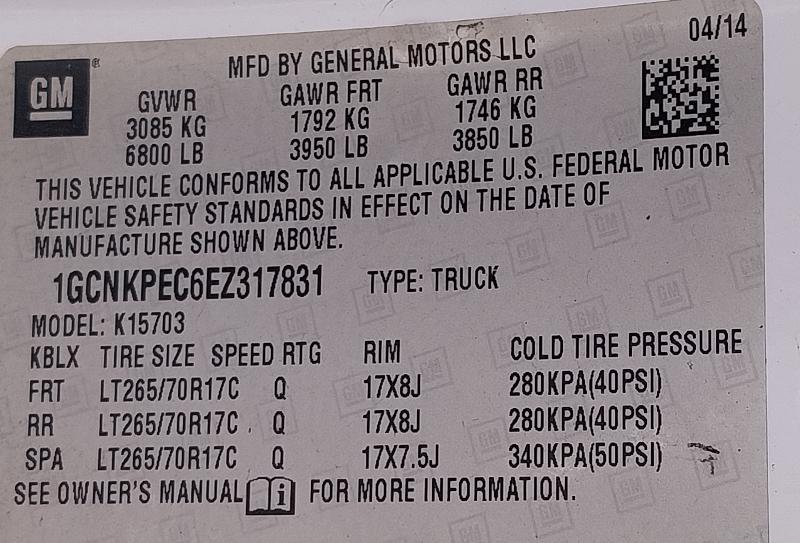 04/14
GM
MFD BY GENERAL MOTORS LLC
GVWR GAWR FRT GAWR RR
3085 KG 1792 KG 1746 KG
6800 LB 3950 LB 3850 LB
THIS VEHICLE CONFORMS TO ALL APPLICABLE U.S. FEDERAL MOTOR
VEHICLE SAFETY STANDARDS IN EFFECT ON THE DATE OF
MANUFACTURE SHOWN ABOVE.
1GCNKPEC6EZ317831 TYPE: TRUCK
MODEL: K15703
KBLX TIRE SIZE SPEED RTG RIM COLD TIRE PRESSURE
FRT LT265/70R17C Q 17X8J 280KPA(40PSI)
RR LT265/70R17C Q 17X8J 280KPA(40PSI)
SPA LT265/70R17C Q 17X7.5J 340KPA(50PSI)
SEE OWNER'S MANUAL i FOR MORE INFORMATION.